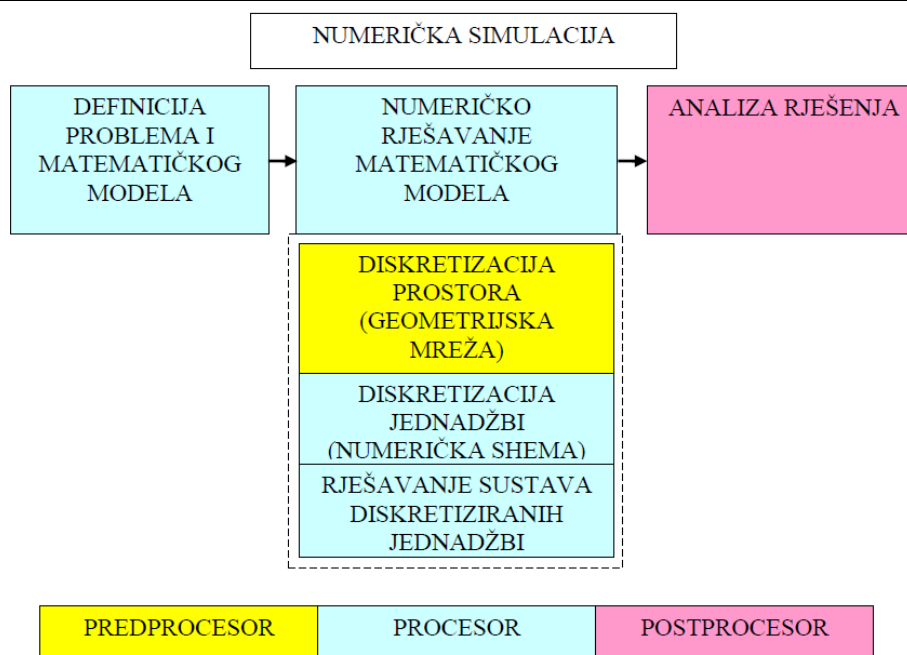 NUMERIČKA SIMULACIJA
DEFINICIJA
PROBLEMA I
MATEMATIČKOG
MODELA
NUMERIČKO
RJEŠAVANJE
MATEMATIČKOG
MODELA
ANALIZA RJEŠENJA
DISKRETIZACIJA
PROSTORA
(GEOMETRIJSKA
MREŽA)
DISKRETIZACIJA
JEDNADŽBI
(NUMERIČKA SHEMA)
RJEŠAVANJE SUSTAVA
DISKRETIZIRANIH
JEDNADŽBI
PREDPROCESOR
PROCESOR
POSTPROCESOR